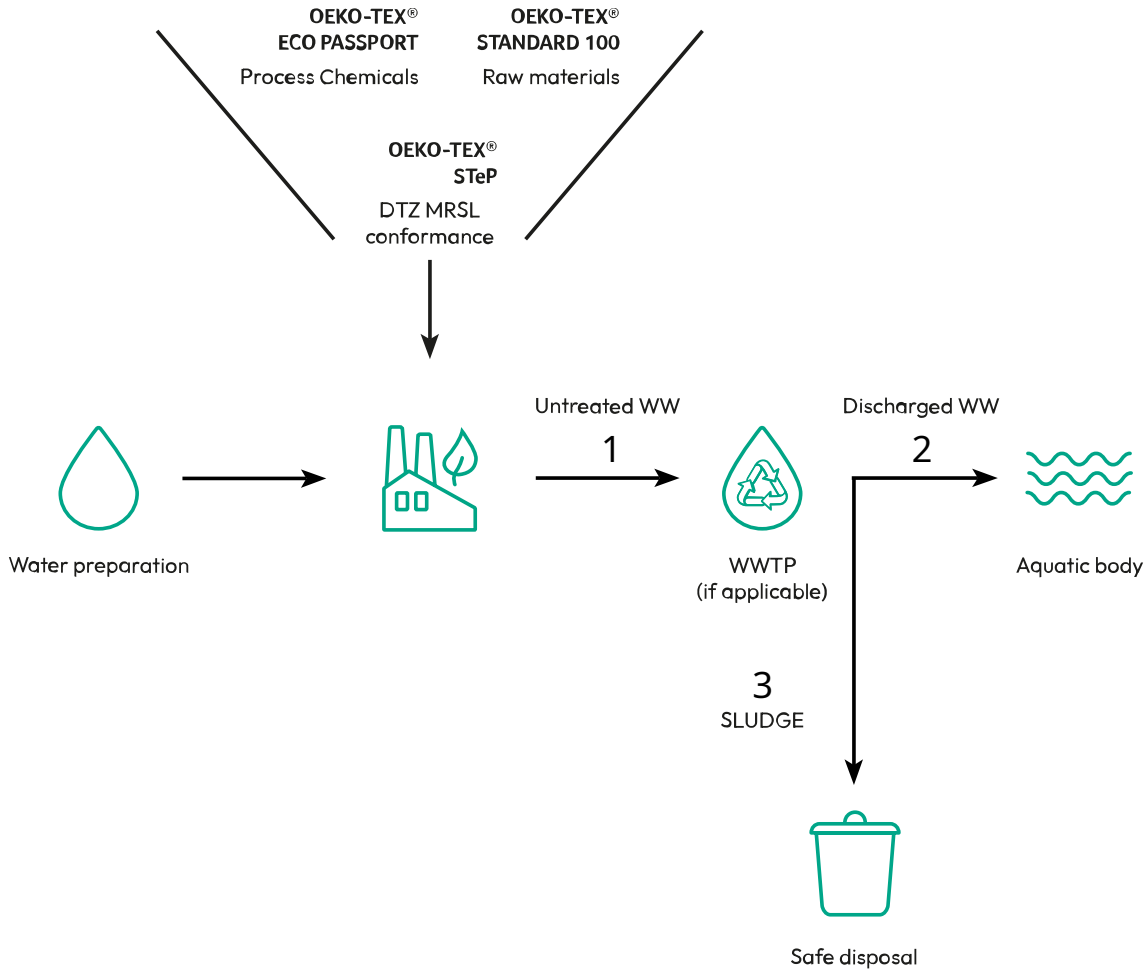 OEKO-TEX®
ECO PASSPORT
Process Chemicals
OEKO-TEX®
STANDARD 100
Raw materials
OEKO-TEX®
STeP
DTZ MRSL
conformance
Untreated WW
1
Discharged WW
2
Water preparation
WWTP
(if applicable)
Aquatic body
3
SLUDGE
Safe disposal